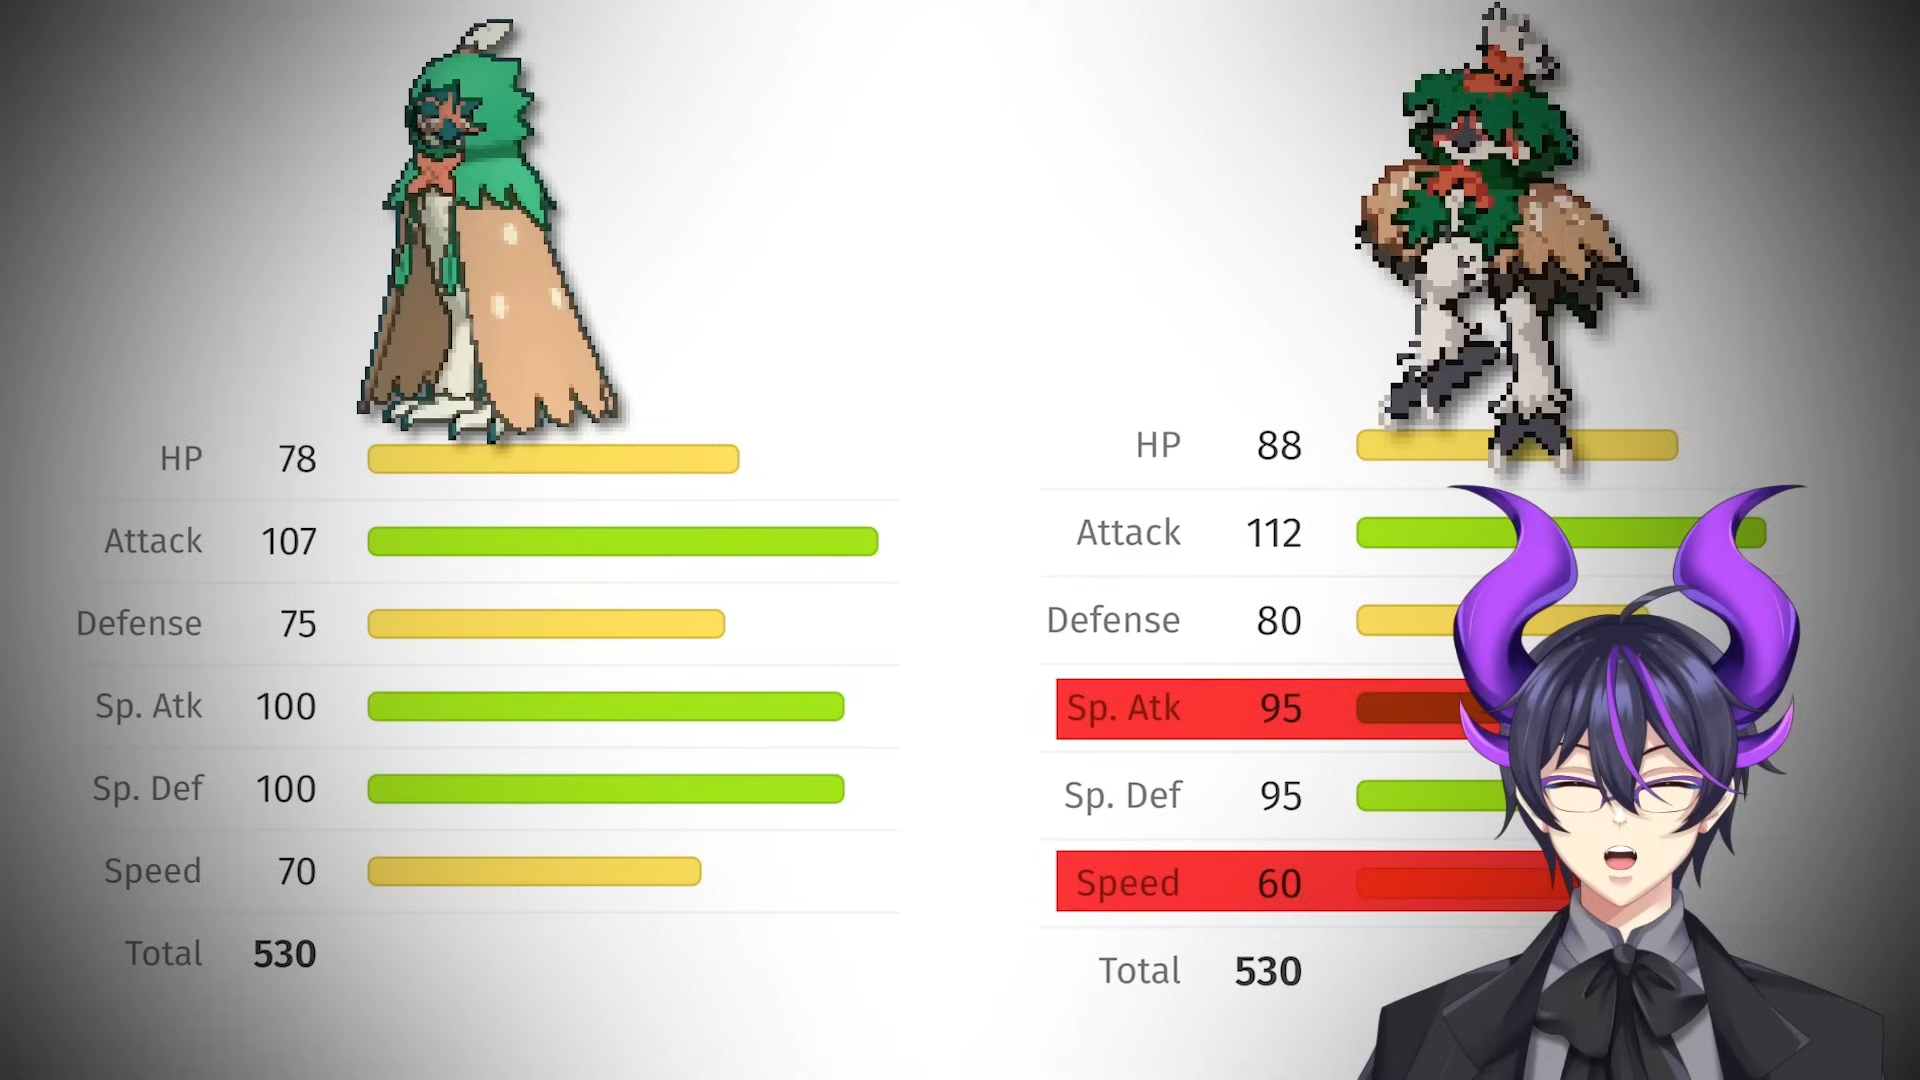 HP 78
Attack 107
Defense 75
Sp. Atk 100
Sp. Def 100
Speed 70
Total 530
HP 88
Attack 112
Defense 80
Sp. Atk 95
Sp. Def 95
Speed 60
Total 530